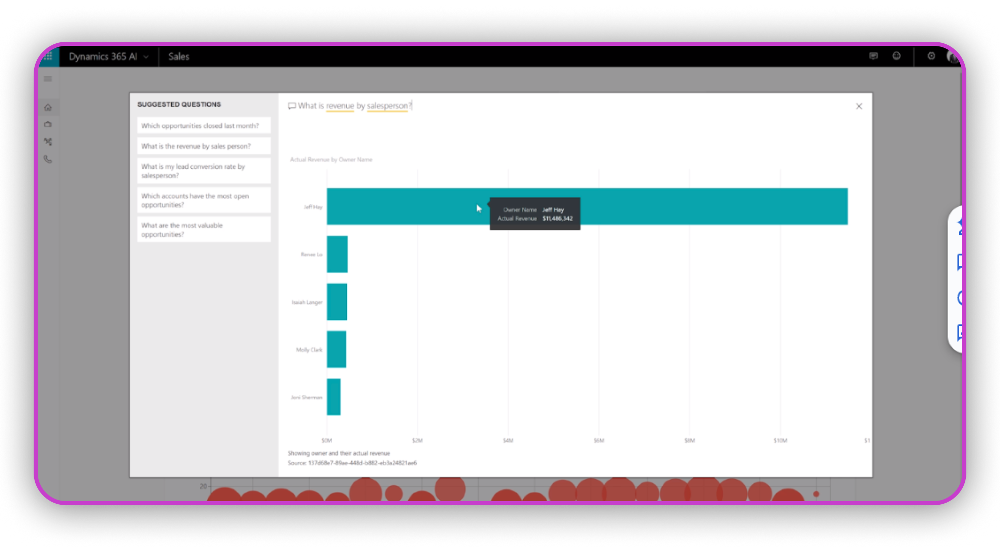 Dynamics 365 AI
Sales
SUGGESTED QUESTIONS
Which opportunities closed last month?
What is the revenue by sales person?
What is my lead conversion rate by
salesperson?
Which accounts have the most open
opportunities?
What are the most valuable
opportunities?
What is revenue by salesperson?
Actual Revenue by Owner Name
Jeff Hay
Owner Name Jeff Hay
Actual Revenue $11,486,342
Renee Lo
Isaiah Langer
Molly Clark
Joni Sherman
$0M $2M $4M $6M $8M $10M $1
Showing owner and their actual revenue
Source: 137d68e7-89ae-448d-b882-eb3a24821ae6
20